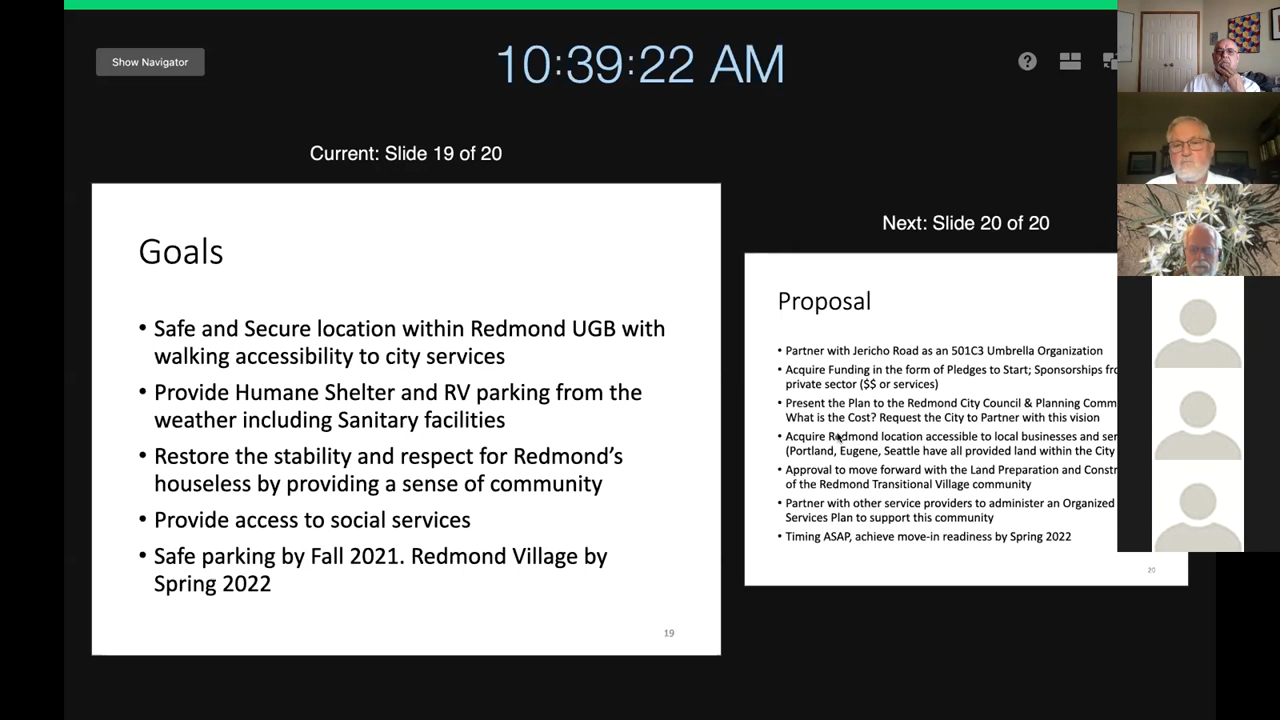 Show Navigator
10:39:22 AM
Current: Slide 19 of 20
Goals
• Safe and Secure location within Redmond UGB with
walking accessibility to city services
• Provide Humane Shelter and RV parking from the
weather including Sanitary facilities
• Restore the stability and respect for Redmond's
houseless by providing a sense of community
• Provide access to social services
• Safe parking by Fall 2021. Redmond Village by
Spring 2022
19
Next: Slide 20 of 20
Proposal
• Partner with Jericho Road as an 501C3 Umbrella Organization
• Acquire Funding in the form of Pledges to Start; Sponsorships
private sector ($$ or services)
• Present the Plan to the Redmond City Council & Planning
What is the Cost? Request the City to Partner with this vision
• Acquire Redmond location accessible to local businesses and
(Portland, Eugene, Seattle have all provided land within the City
• Approval to move forward with the Land Preparation and
of the Redmond Transitional Village community
• Partner with other service providers to administer an Organized
Services Plan to support this community
• Timing ASAP, achieve move-in readiness by Spring 2022
20